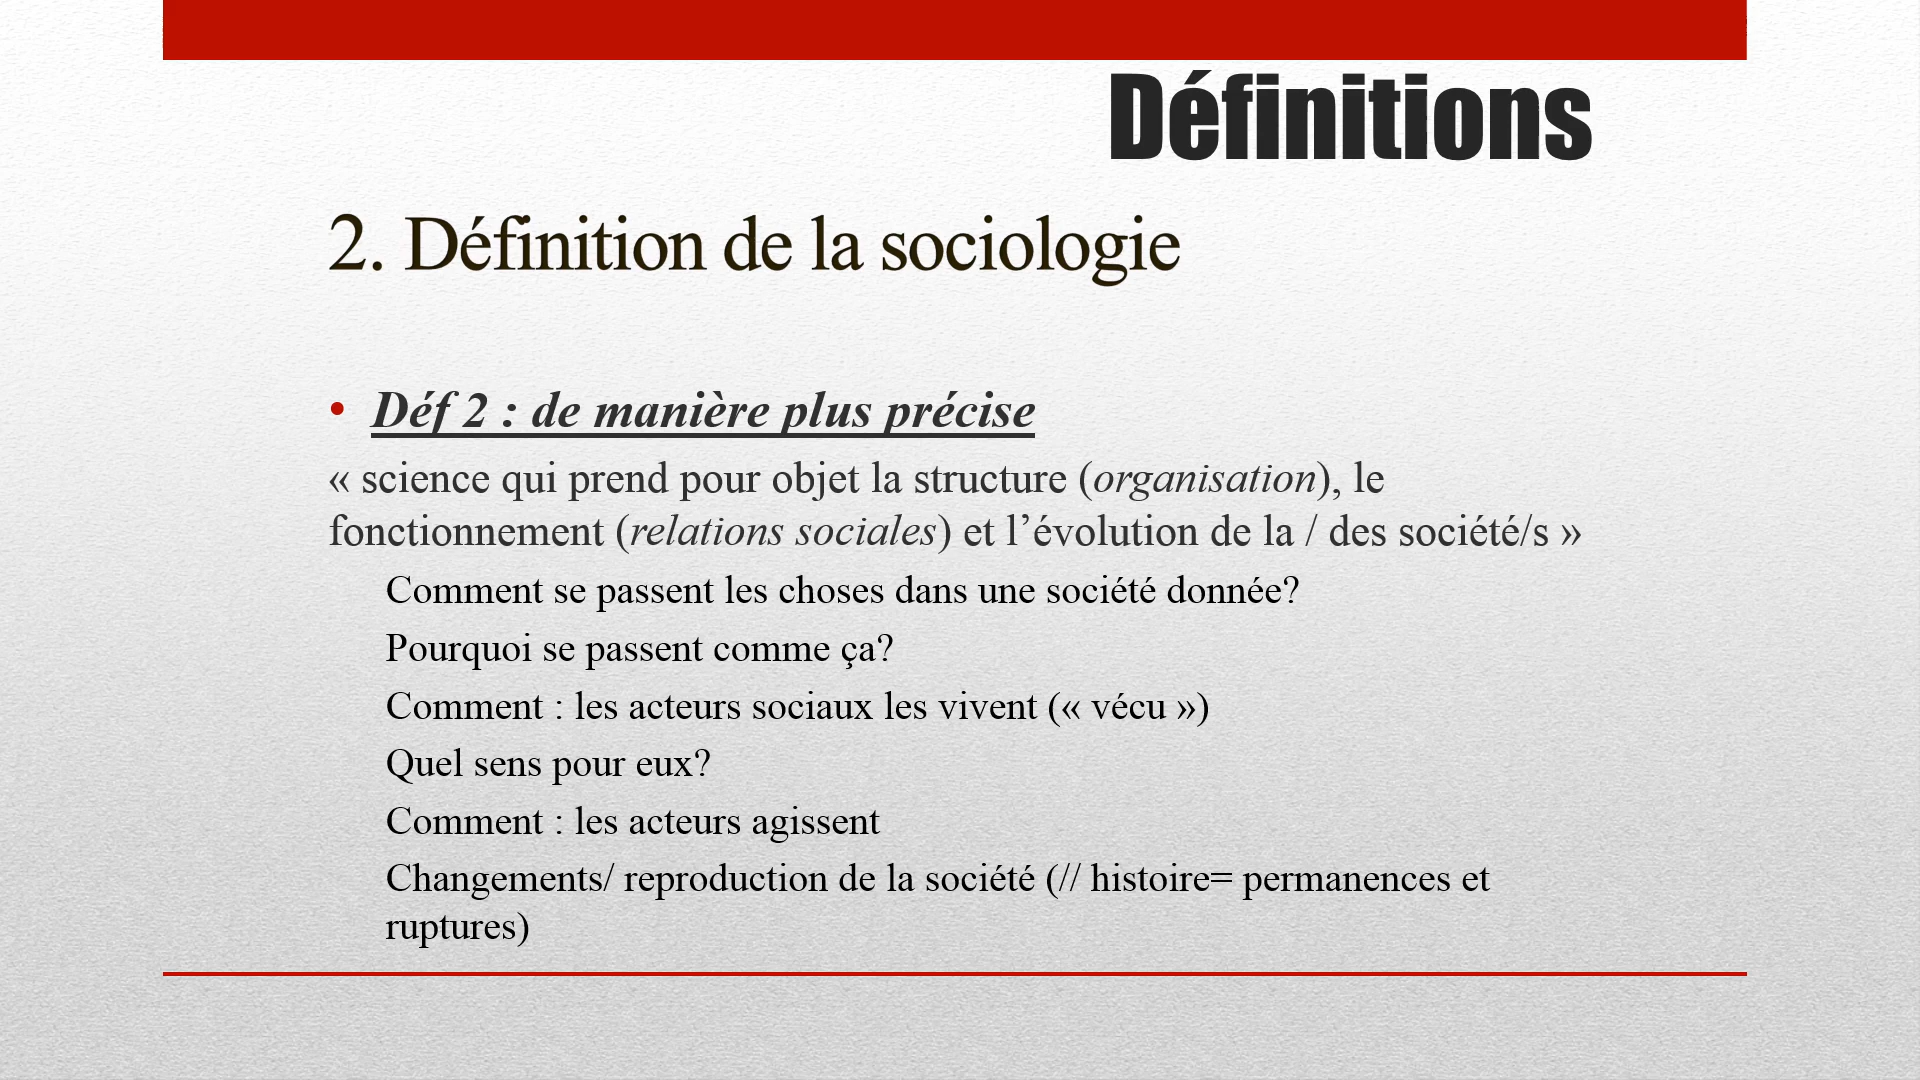 Définitions
2. Définition de la sociologie
• Déf 2 : de manière plus précise
« science qui prend pour objet la structure (organisation), le
fonctionnement (relations sociales) et l’évolution de la / des société/s »
Comment se passent les choses dans une société donnée?
Pourquoi se passent comme ça?
Comment : les acteurs sociaux les vivent (« vécu »)
Quel sens pour eux?
Comment : les acteurs agissent
Changements/ reproduction de la société (// histoire= permanences et
ruptures)